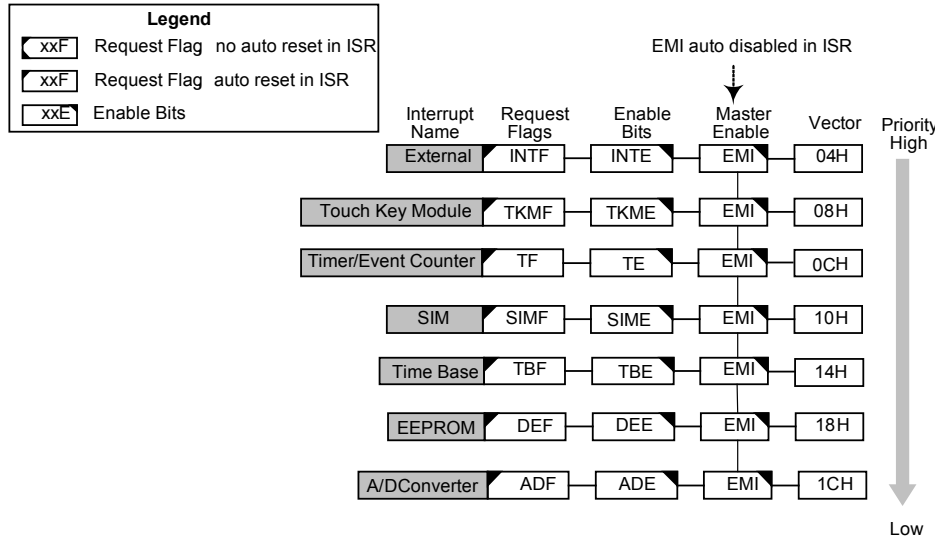 Legend
xxF Request Flag no auto reset in ISR
xxF Request Flag auto reset in ISR
xxE Enable Bits
EMI auto disabled in ISR
Interrupt Name Request Flags Enable Bits Master Enable Vector Priority High
External INTF INTE EMI 04H
Touch Key Module TKMF TKME EMI 08H
Timer/Event Counter TF TE EMI 0CH
SIM SIMF SIME EMI 10H
Time Base TBF TBE EMI 14H
EEPROM DEF DEE EMI 18H
A/DConverter ADF ADE EMI 1CH
Low